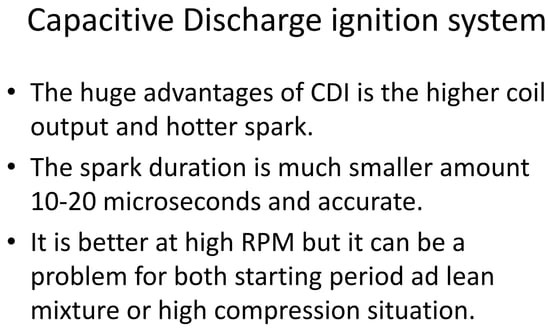 Capacitive Discharge ignition system
• The huge advantages of CDI is the higher coil
output and hotter spark.
• The spark duration is much smaller amount
10-20 microseconds and accurate.
• It is better at high RPM but it can be a
problem for both starting period ad lean
mixture or high compression situation.